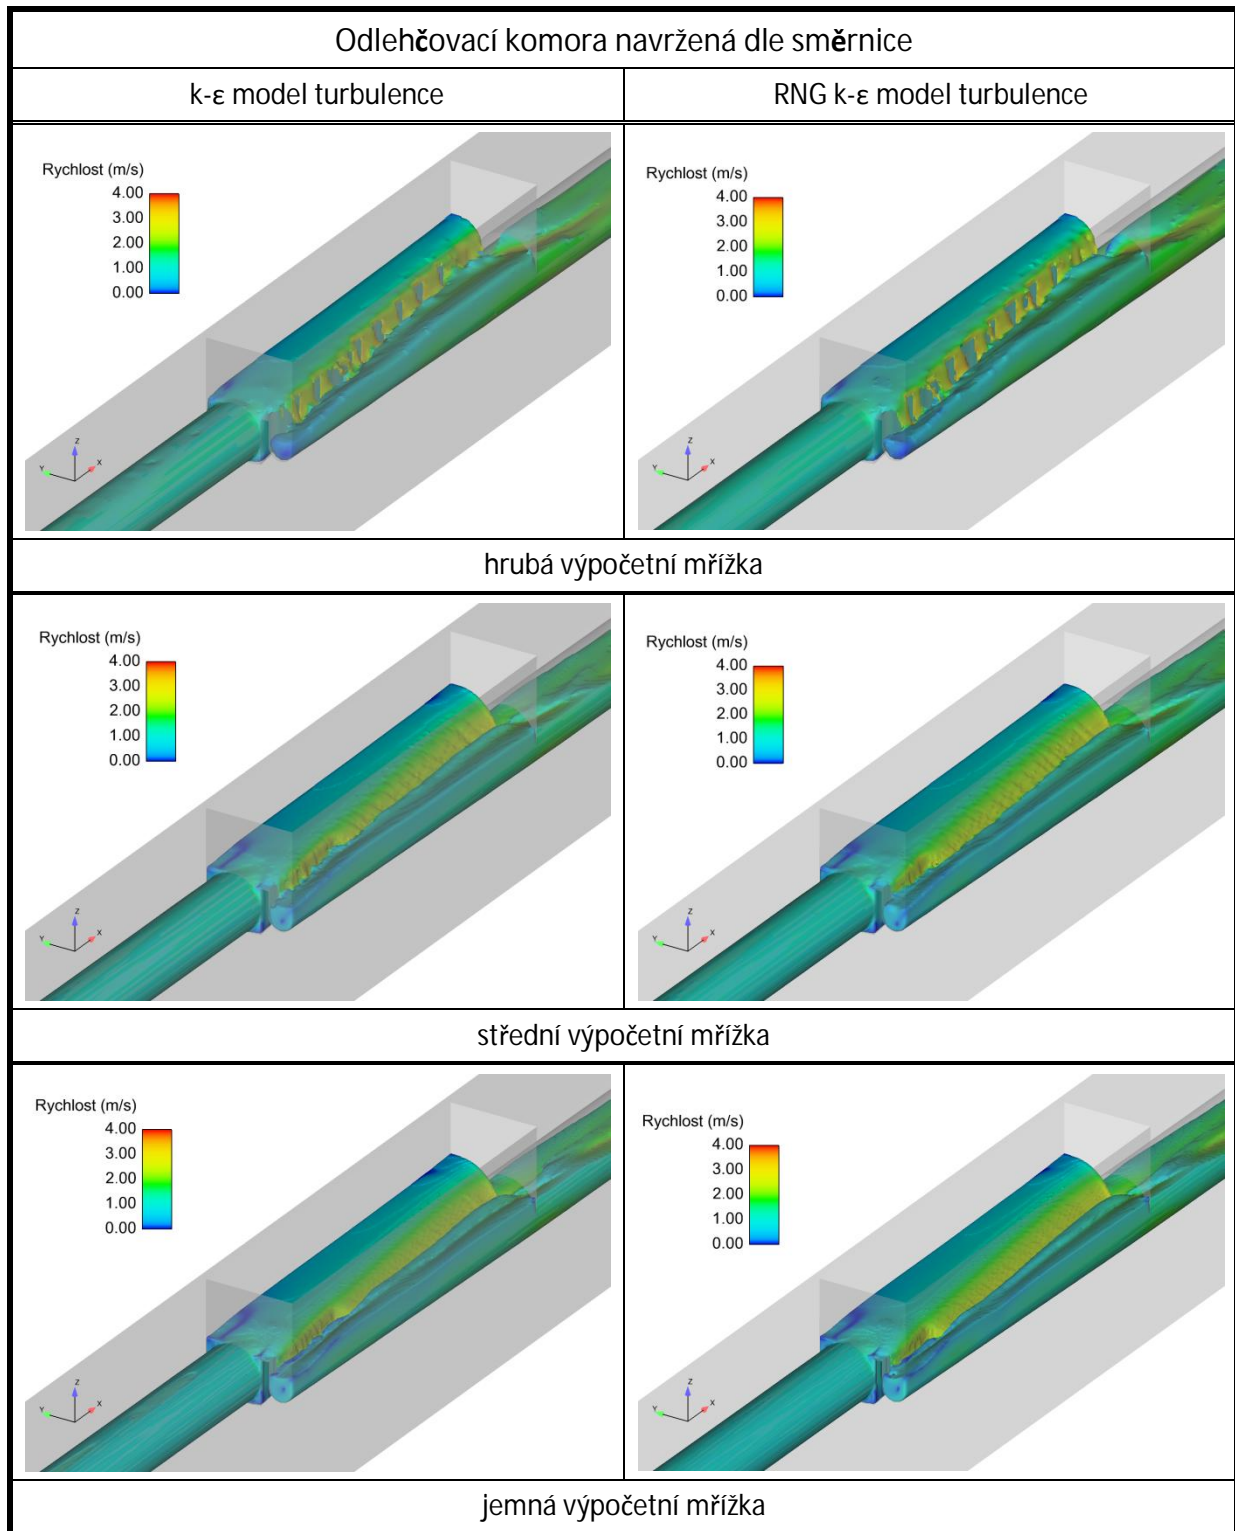 Odlehčovací komora navržená dle směrnice
k-ε model turbulence
RNG k-ε model turbulence
Rychlost (m/s)
4.00
3.00
2.00
1.00
0.00
z
Y
X
Rychlost (m/s)
4.00
3.00
2.00
1.00
0.00
z
Y
X
hrubá výpočetní mřížka
Rychlost (m/s)
4.00
3.00
2.00
1.00
0.00
z
Y
X
Rychlost (m/s)
4.00
3.00
2.00
1.00
0.00
z
Y
X
střední výpočetní mřížka
Rychlost (m/s)
4.00
3.00
2.00
1.00
0.00
z
Y
X
Rychlost (m/s)
4.00
3.00
2.00
1.00
0.00
z
Y
X
jemná výpočetní mřížka